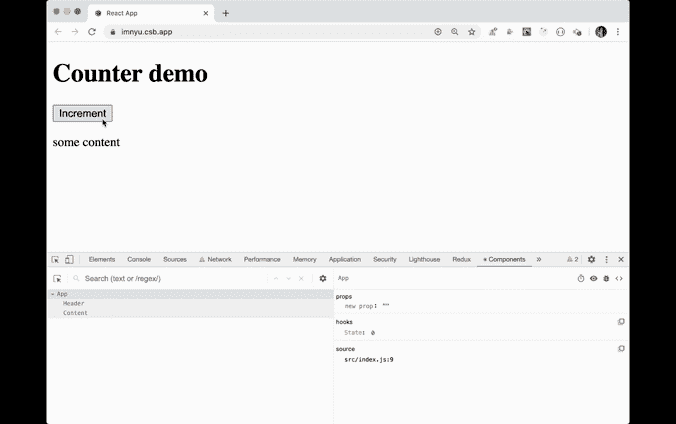 React App
imnyu.csb.app
Counter demo
Increment
some content
Elements Console Sources Network Performance Memory Application Security Lighthouse Redux Components » 2
Search (text or /regex/)
App
App
Header
Content
props
new prop: ""
hooks
State: 0
source
src/index.js:9